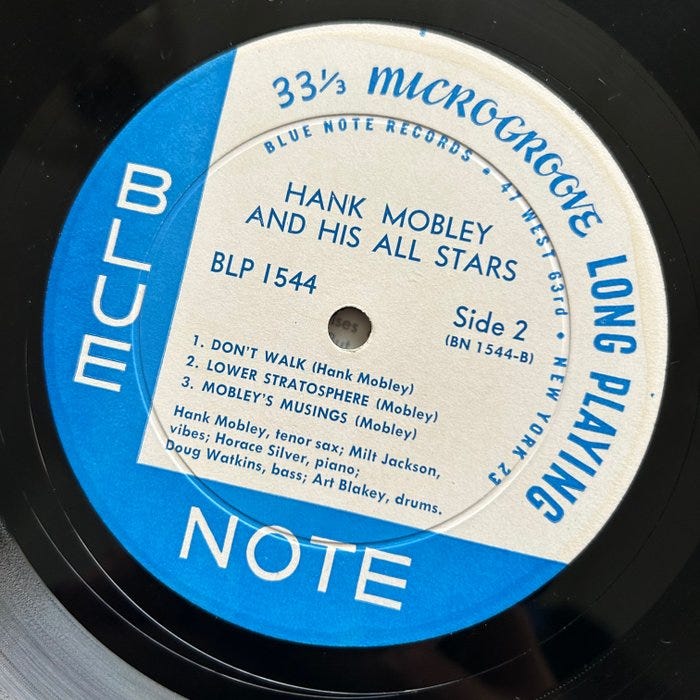 33⅓ MICROGROOVE LONG PLAYING
BLUE NOTE RECORDS • 47 WEST 63rd • NEW YORK 23
HANK MOBLEY
AND HIS ALL STARS
BLP 1544
Side 2
(BN 1544-B)
1. DON'T WALK (Hank Mobley)
2. LOWER STRATOSPHERE (Mobley)
3. MOBLEY'S MUSINGS (Mobley)
Hank Mobley, tenor sax; Milt Jackson,
vibes; Horace Silver, piano;
Doug Watkins, bass; Art Blakey, drums.
BLUE
NOTE